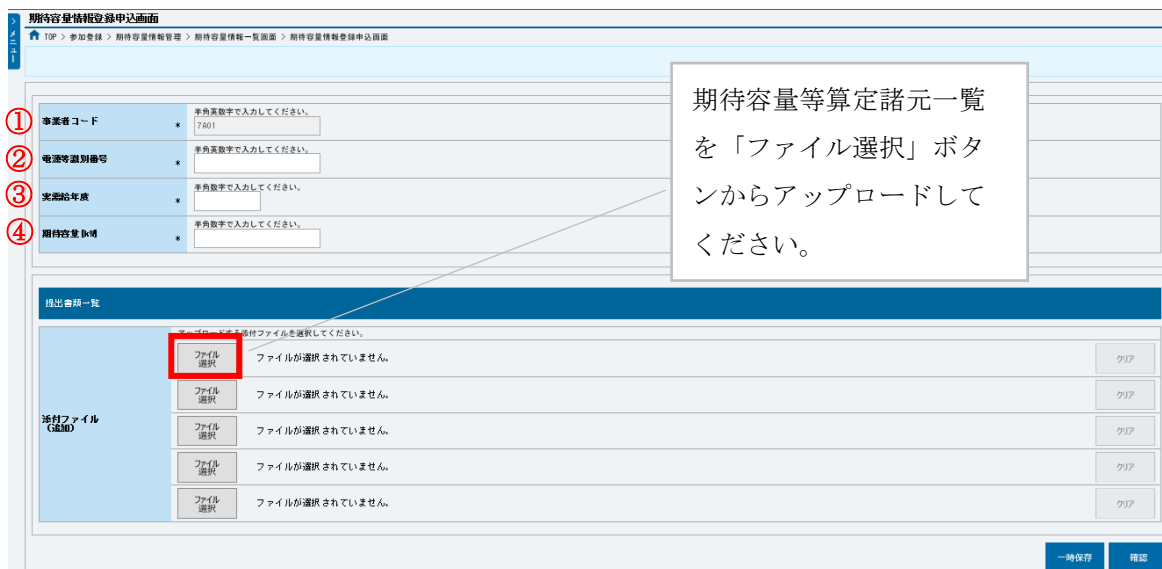 期待容量情報登録申込画面
>
メニュー
TOP > 参加登録 > 期待容量情報管理 > 期待容量情報一覧画面 > 期待容量情報登録申込画面
期待容量等算定諸元一覧
を「ファイル選択」ボタ
ンからアップロードして
ください。
① 事業者コード * 半角英数字で入力してください。
7A01
② 電源等識別番号 * 半角英数字で入力してください。
③ 実需給年度 * 半角数字で入力してください。
④ 期待容量[kW] * 半角数字で入力してください。
提出書類一覧
アップロードする添付ファイルを選択してください。
添付ファイル
(追加)
ファイル
選択
ファイルが選択されていません。
クリア
ファイル
選択
ファイルが選択されていません。
クリア
ファイル
選択
ファイルが選択されていません。
クリア
ファイル
選択
ファイルが選択されていません。
クリア
ファイル
選択
ファイルが選択されていません。
クリア
一時保存
確認